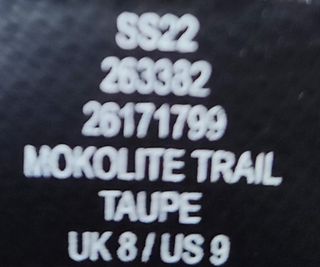 SS22
263382
26171799
MOKOLITE TRAIL
TAUPE
UK 8 / US 9